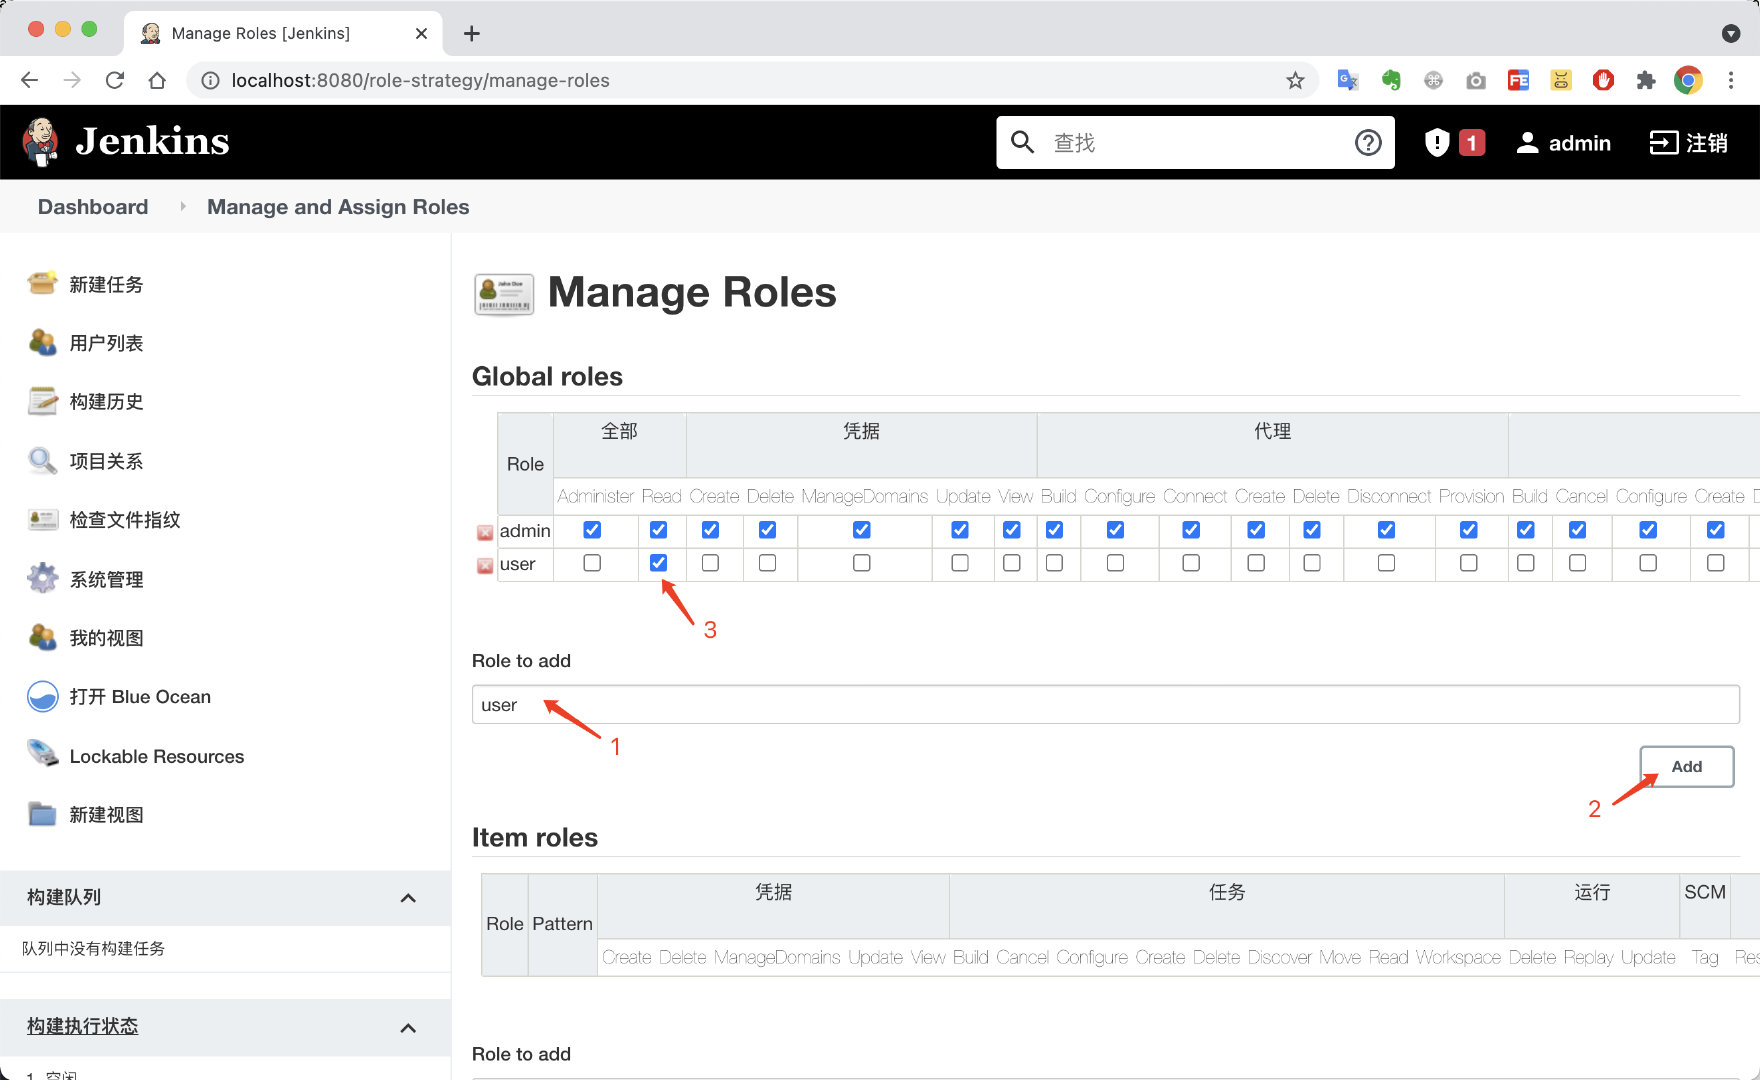 Manage Roles [Jenkins]
localhost:8080/role-strategy/manage-roles
Jenkins
查找
1
admin
注销
Dashboard
Manage and Assign Roles
新建任务
用户列表
构建历史
项目关系
检查文件指纹
系统管理
我的视图
打开 Blue Ocean
Lockable Resources
新建视图
构建队列
队列中没有构建任务
构建执行状态
1 空闲
Manage Roles
Global roles
Role 全部 凭据 代理
Administer Read Create Delete ManageDomains Update View Build Configure Connect Create Delete Disconnect Provision Build Cancel Configure Create
admin
user
3
Role to add
user
1
Add
2
Item roles
Role Pattern 凭据 任务 运行 SCM
Create Delete ManageDomains Update View Build Cancel Configure Create Delete Discover Move Read Workspace Delete Replay Update Tag Res
Role to add